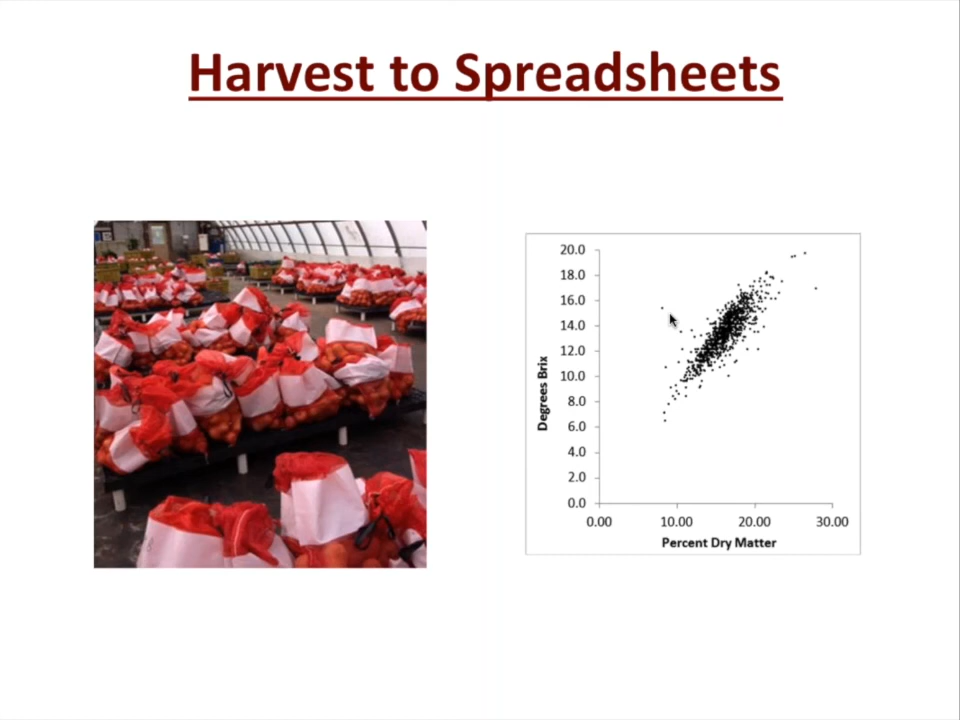 Harvest to Spreadsheets
20.0
18.0
16.0
14.0
12.0
10.0
8.0
6.0
4.0
2.0
0.0
Degrees Brix
0.00 10.00 20.00 30.00
Percent Dry Matter